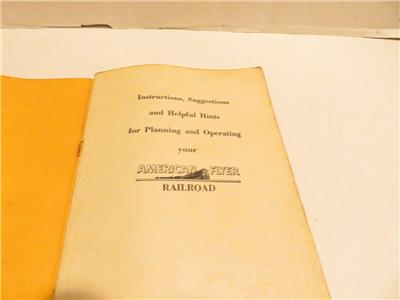 Instructions, Suggestions
and Helpful Hints
for Planning and Operating
your
AMERICAN FLYER
RAILROAD